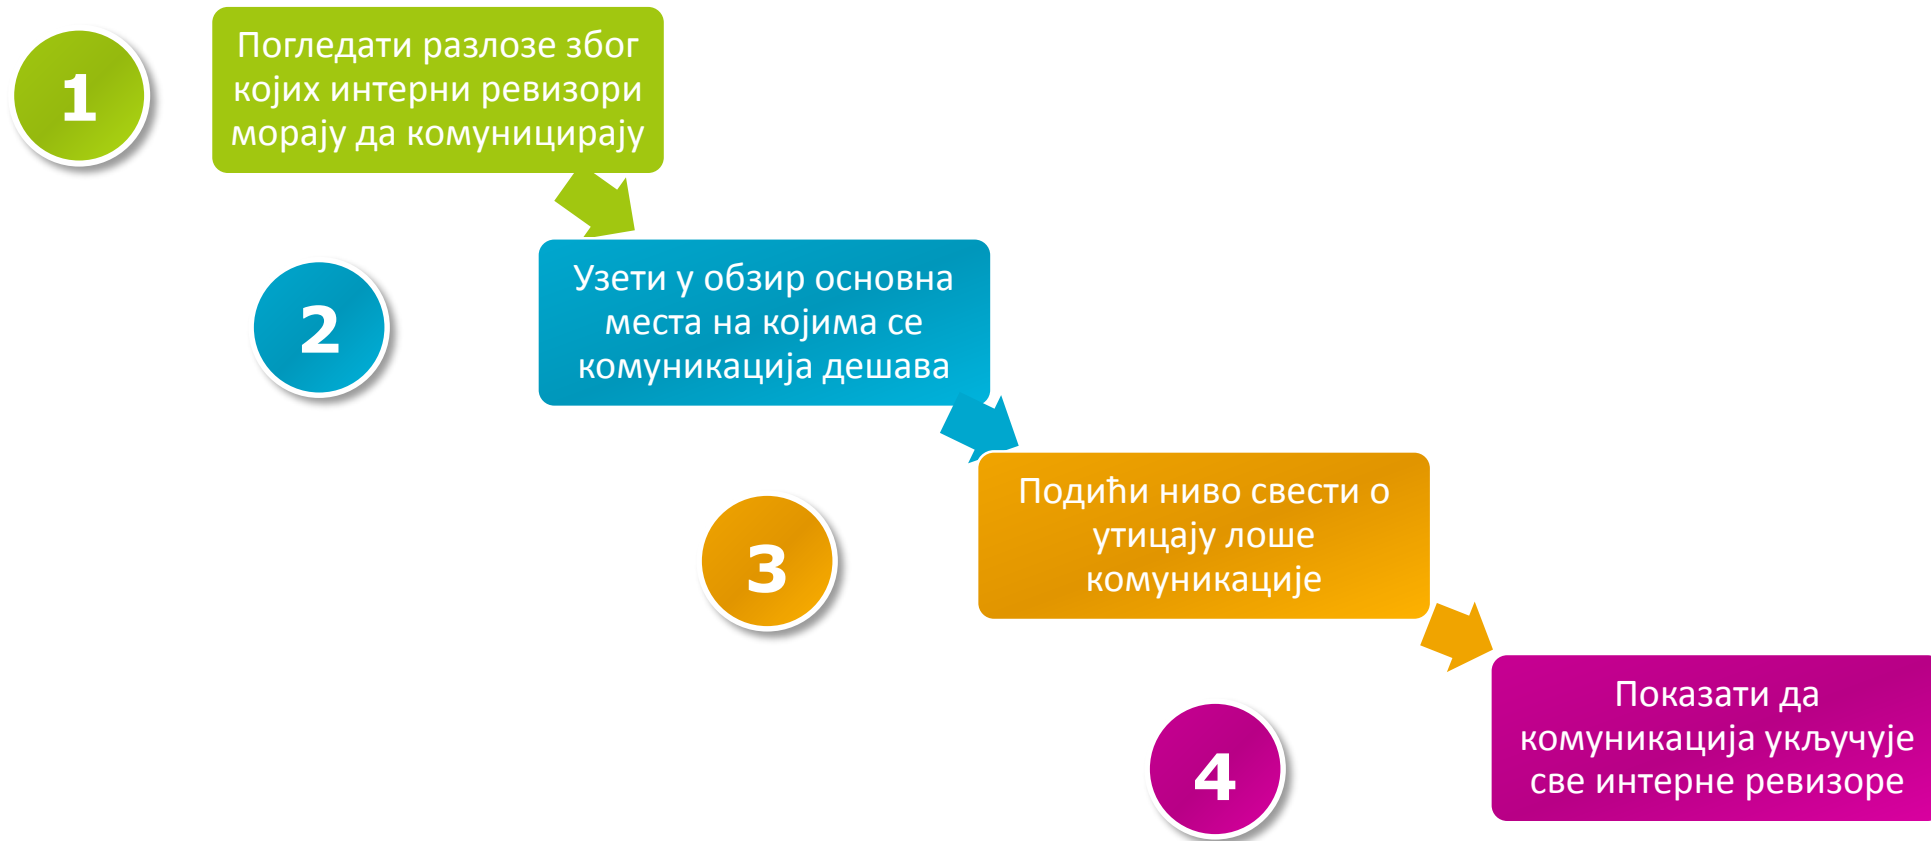 1
Погледати разлозе због
којих интерни ревизори
морају да комуницирају
2
Узети у обзир основна
места на којима се
комуникација дешава
3
Подићи ниво свести о
утицају лоше
комуникације
4
Показати да
комуникација укључује
све интерне ревизоре